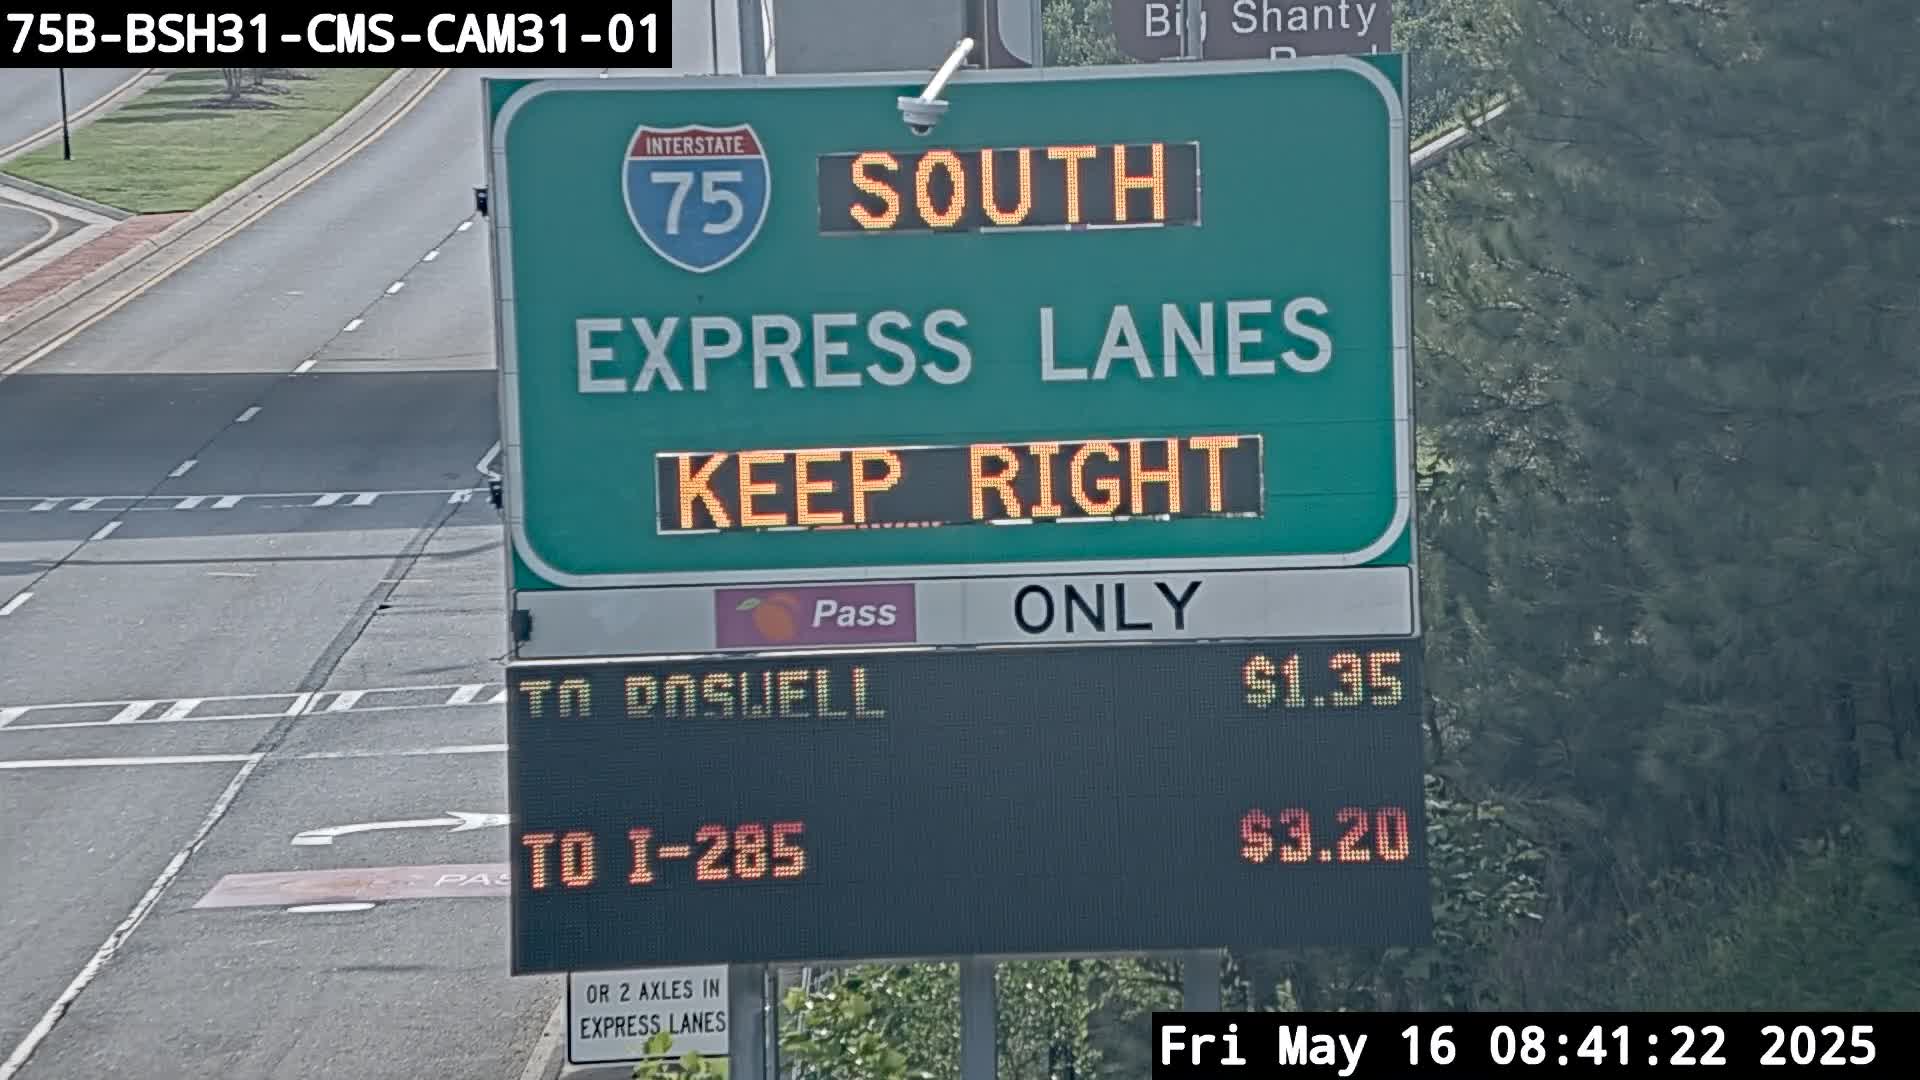 75B-BSH31-CMS-CAM31-01
Big Shanty
INTERSTATE
75
SOUTH
EXPRESS LANES
KEEP RIGHT
Pass ONLY
TO ROSWELL $1.35
TO I-285 $3.20
OR 2 AXLES IN
EXPRESS LANES
Fri May 16 08:41:22 2025